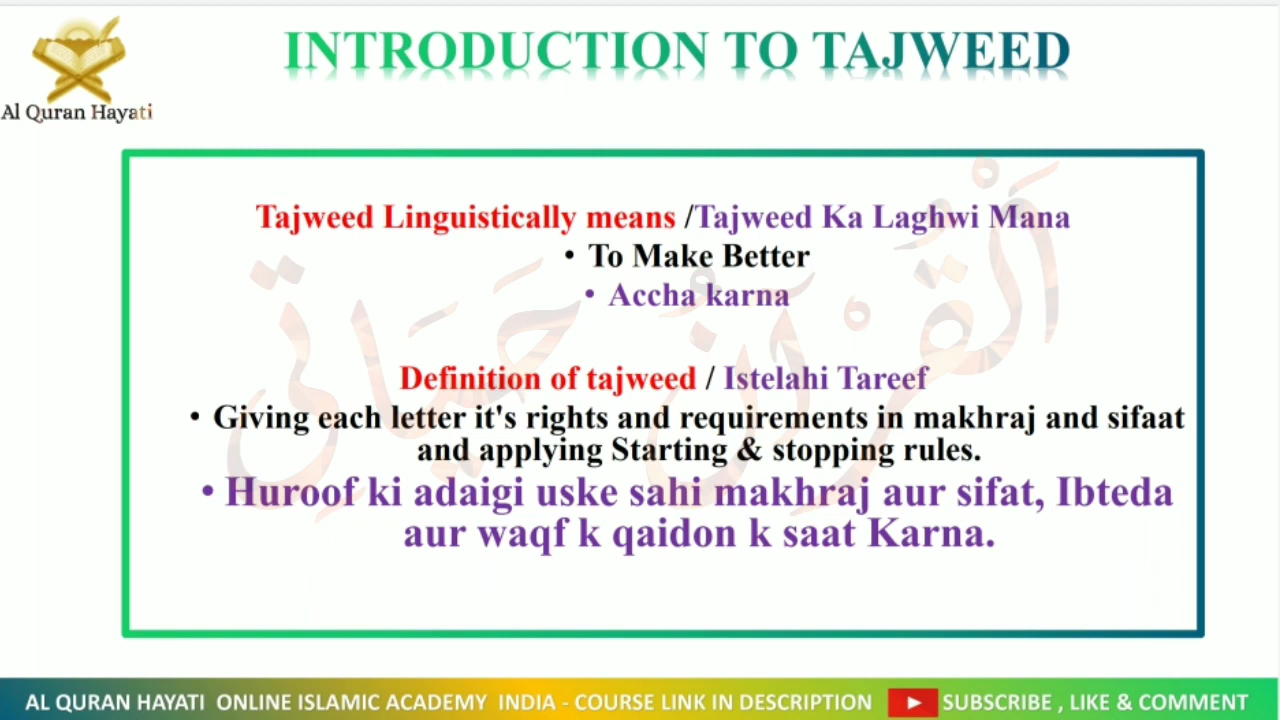 INTRODUCTION TO TAJWEED
Al Quran Hayati
Tajweed Linguistically means /Tajweed Ka Laghwi Mana
• To Make Better
• Accha karna
Definition of tajweed / Istelahi Tareef
• Giving each letter it's rights and requirements in makhraj and sifaat
and applying Starting & stopping rules.
• Huroof ki adaigi uske sahi makhraj aur sifat, Ibteda
aur waqf k qaidon k saat Karna.
اَلْقُرْآنُ حَيَاتِي
AL QURAN HAYATI ONLINE ISLAMIC ACADEMY INDIA - COURSE LINK IN DESCRIPTION SUBSCRIBE , LIKE & COMMENT